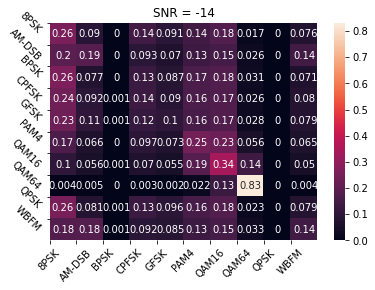 SNR = -14
8PSK 0.26 0.09 0 0.14 0.091 0.14 0.18 0.017 0 0.076
AM-DSB 0.2 0.19 0 0.093 0.07 0.13 0.15 0.026 0 0.14
BPSK 0.26 0.077 0 0.13 0.086 0.17 0.18 0.031 0 0.071
CPFSK 0.24 0.092 0.001 0.14 0.09 0.16 0.17 0.026 0 0.08
GFSK 0.23 0.11 0.001 0.12 0.1 0.16 0.17 0.028 0 0.079
PAM4 0.17 0.066 0 0.097 0.073 0.25 0.23 0.056 0 0.065
QAM16 0.1 0.056 0.001 0.07 0.055 0.19 0.34 0.14 0 0.05
QAM64 0.004 0.005 0 0.003 0.002 0.022 0.13 0.83 0 0.004
QPSK 0.26 0.081 0.001 0.13 0.096 0.16 0.18 0.023 0 0.079
WBFM 0.18 0.18 0.001 0.092 0.085 0.13 0.15 0.033 0 0.14
8PSK AM-DSB BPSK CPFSK GFSK PAM4 QAM16 QAM64 QPSK WBFM
0.8
0.7
0.6
0.5
0.4
0.3
0.2
0.1
0.0